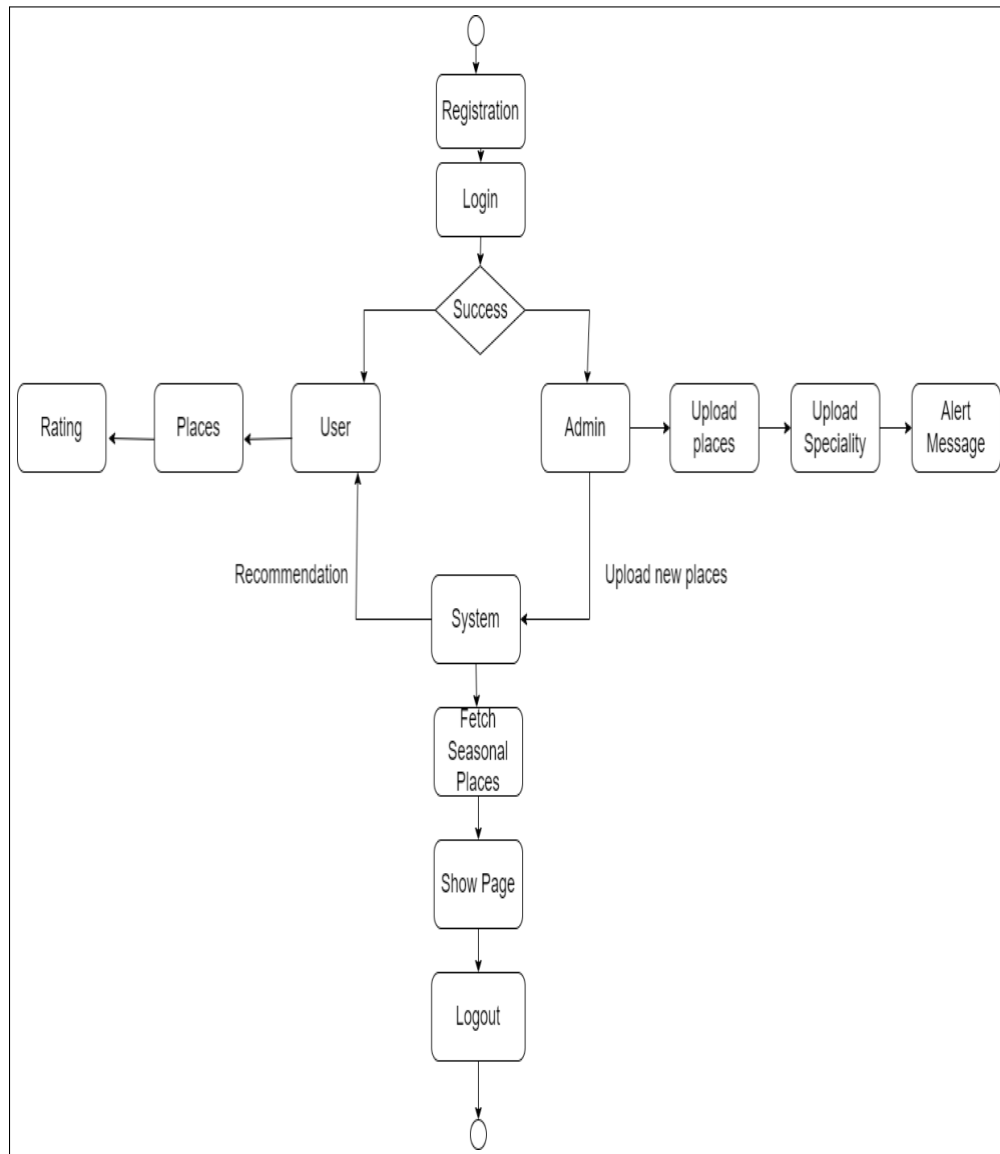 Registration
Login
Success
Rating
Places
User
Admin
Upload
places
Upload
Speciality
Alert
Message
Recommendation
Upload new places
System
Fetch
Seasonal
Places
Show Page
Logout